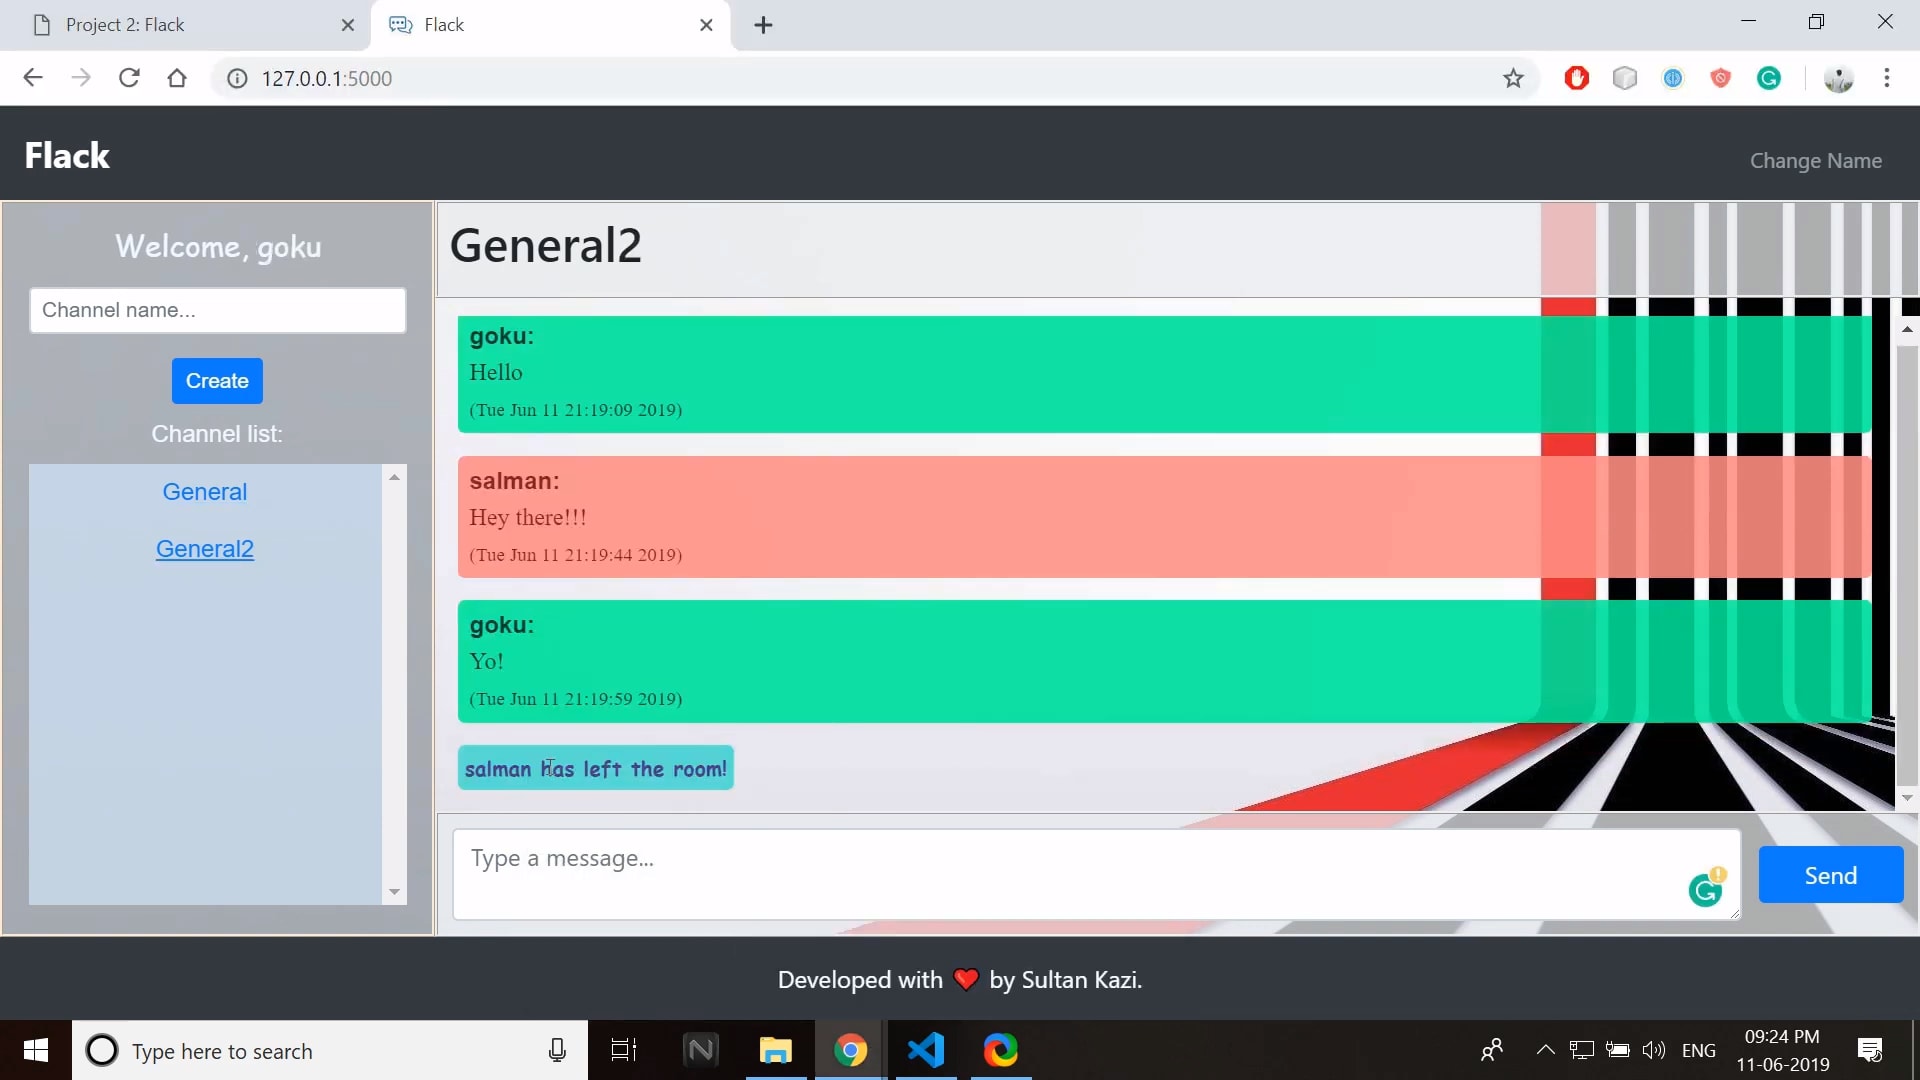 Project 2: Flack
Flack
127.0.0.1:5000
Flack
Change Name
Welcome, goku
Channel name...
Create
Channel list:
General
General2
General2
goku:
Hello
(Tue Jun 11 21:19:09 2019)
salman:
Hey there!!!
(Tue Jun 11 21:19:44 2019)
goku:
Yo!
(Tue Jun 11 21:19:59 2019)
salman has left the room!
Type a message...
Send
Developed with ❤ by Sultan Kazi.
Type here to search
ENG
09:24 PM
11-06-2019